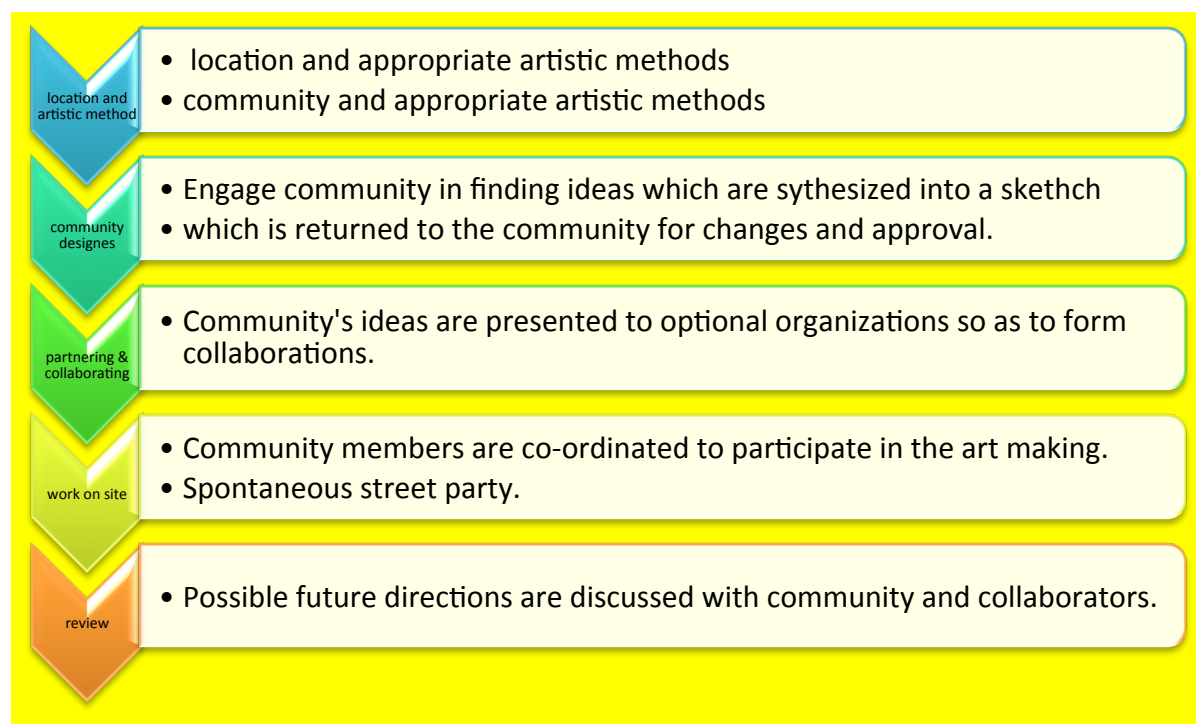 location and
artistic method
• location and appropriate artistic methods
• community and appropriate artistic methods
community
designes
• Engage community in finding ideas which are sythesized into a skethch
• which is returned to the community for changes and approval.
partnering &
collaborating
• Community's ideas are presented to optional organizations so as to form
collaborations.
work on site
• Community members are co-ordinated to participate in the art making.
• Spontaneous street party.
review
• Possible future directions are discussed with community and collaborators.